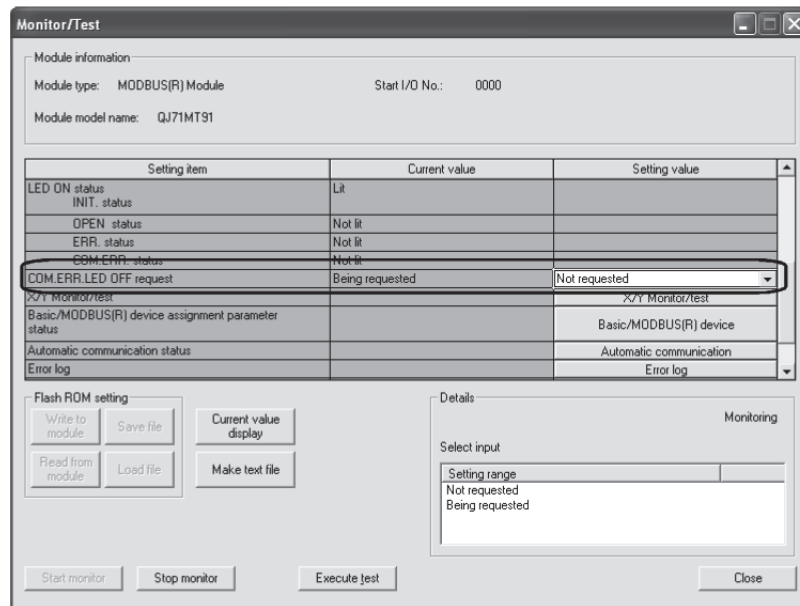 Monitor/Test
Module information
Module type: MODBUS(R) Module Start I/O No.: 0000
Module model name: QJ71MT91
Setting item Current value Setting value
LED ON status Lit
INIT. status
OPEN status Not lit
ERR. status Not lit
COM.ERR. status Not lit
COM.ERR.LED OFF request Being requested Not requested
X/Y Monitor/test X/Y Monitor/test
Basic/MODBUS(R) device assignment parameter
status Basic/MODBUS(R) device
Automatic communication status Automatic communication
Error log Error log
Flash ROM setting
Write to
module
Save file
Current value
display
Read from
module
Load file
Make text file
Details
Monitoring
Select input
Setting range
Not requested
Being requested
Start monitor Stop monitor Execute test Close